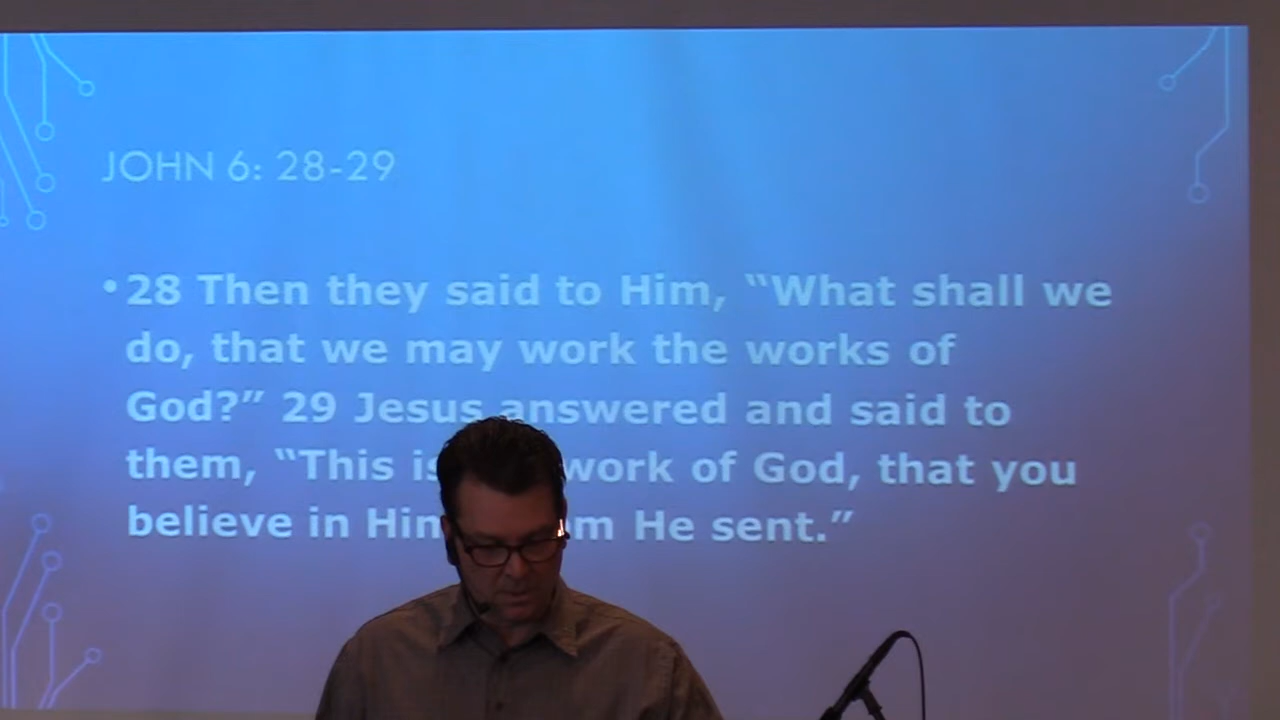 JOHN 6: 28-29
• 28 Then they said to Him, “What shall we
do, that we may work the works of
God?” 29 Jesus answered and said to
them, “This is work of God, that you
believe in He sent.”